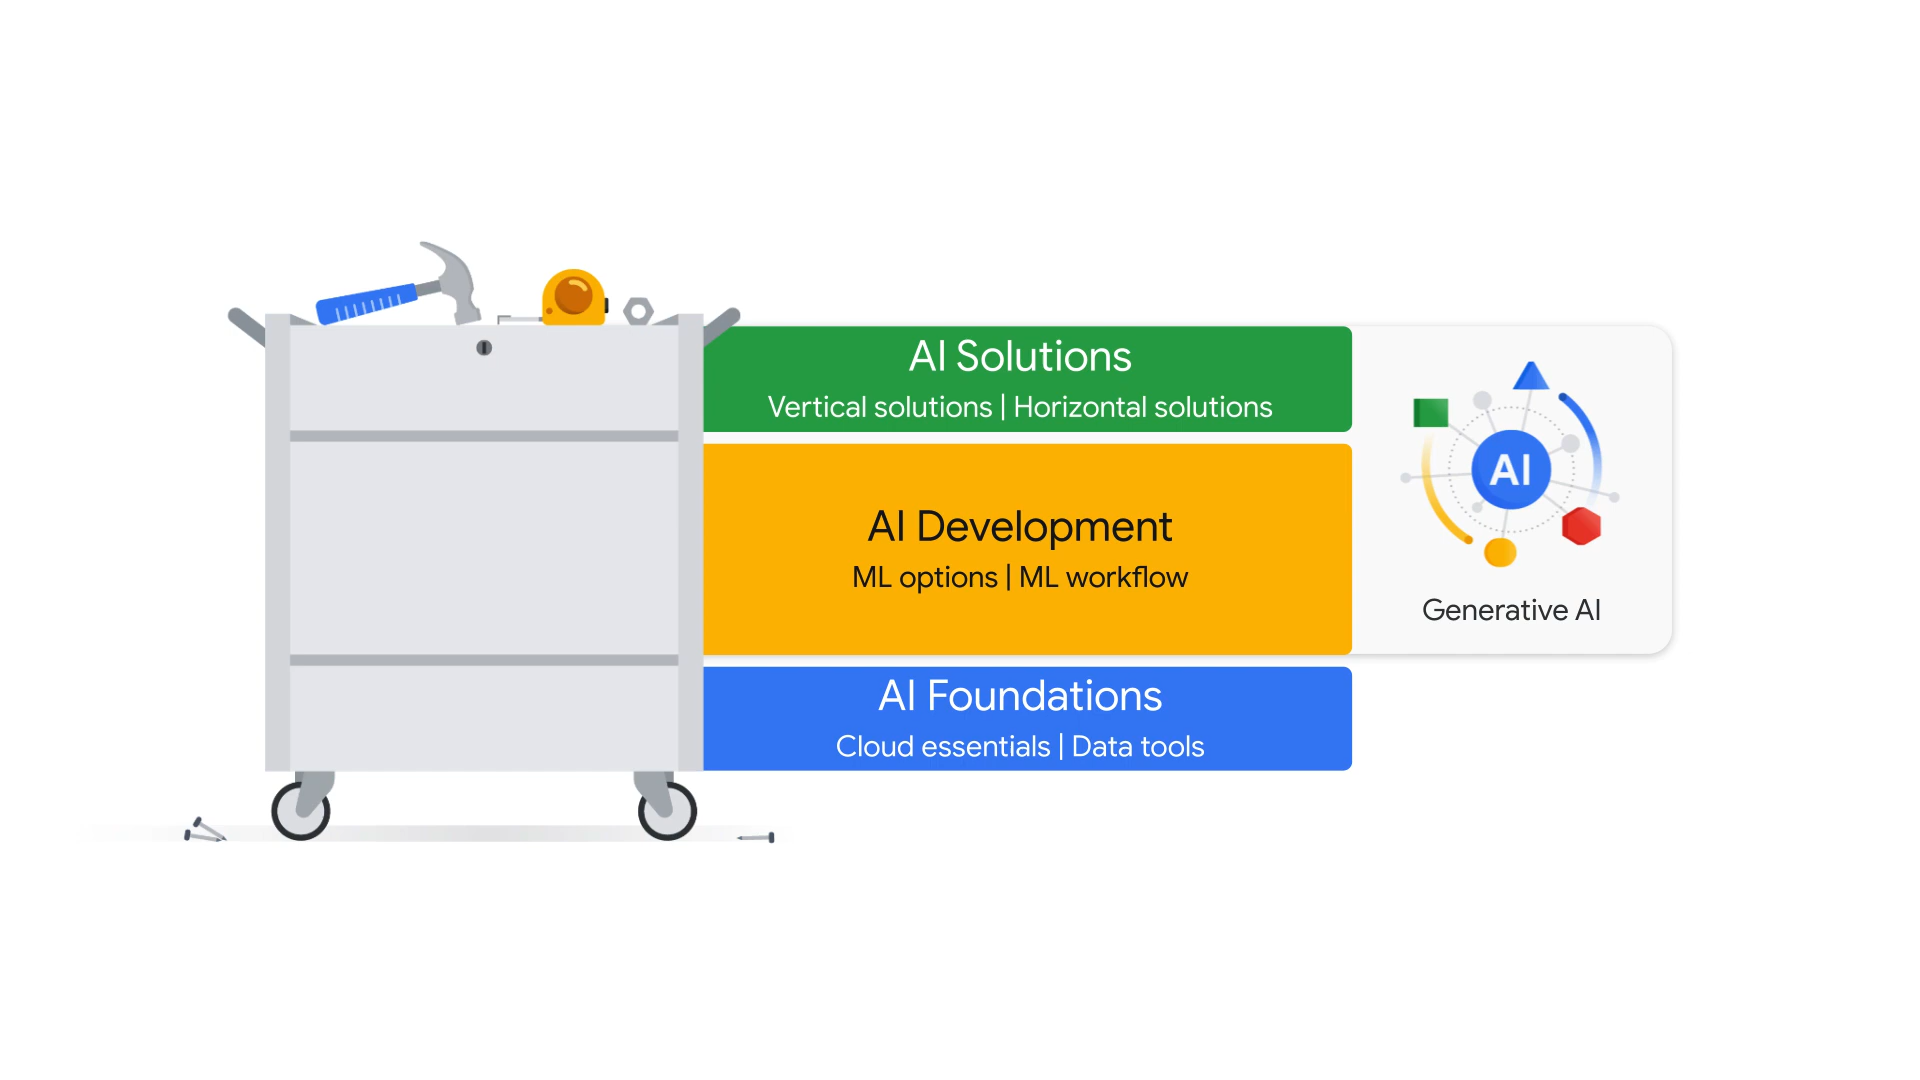 AI Solutions
Vertical solutions | Horizontal solutions
AI Development
ML options | ML workflow
AI Foundations
Cloud essentials | Data tools
AI
Generative AI